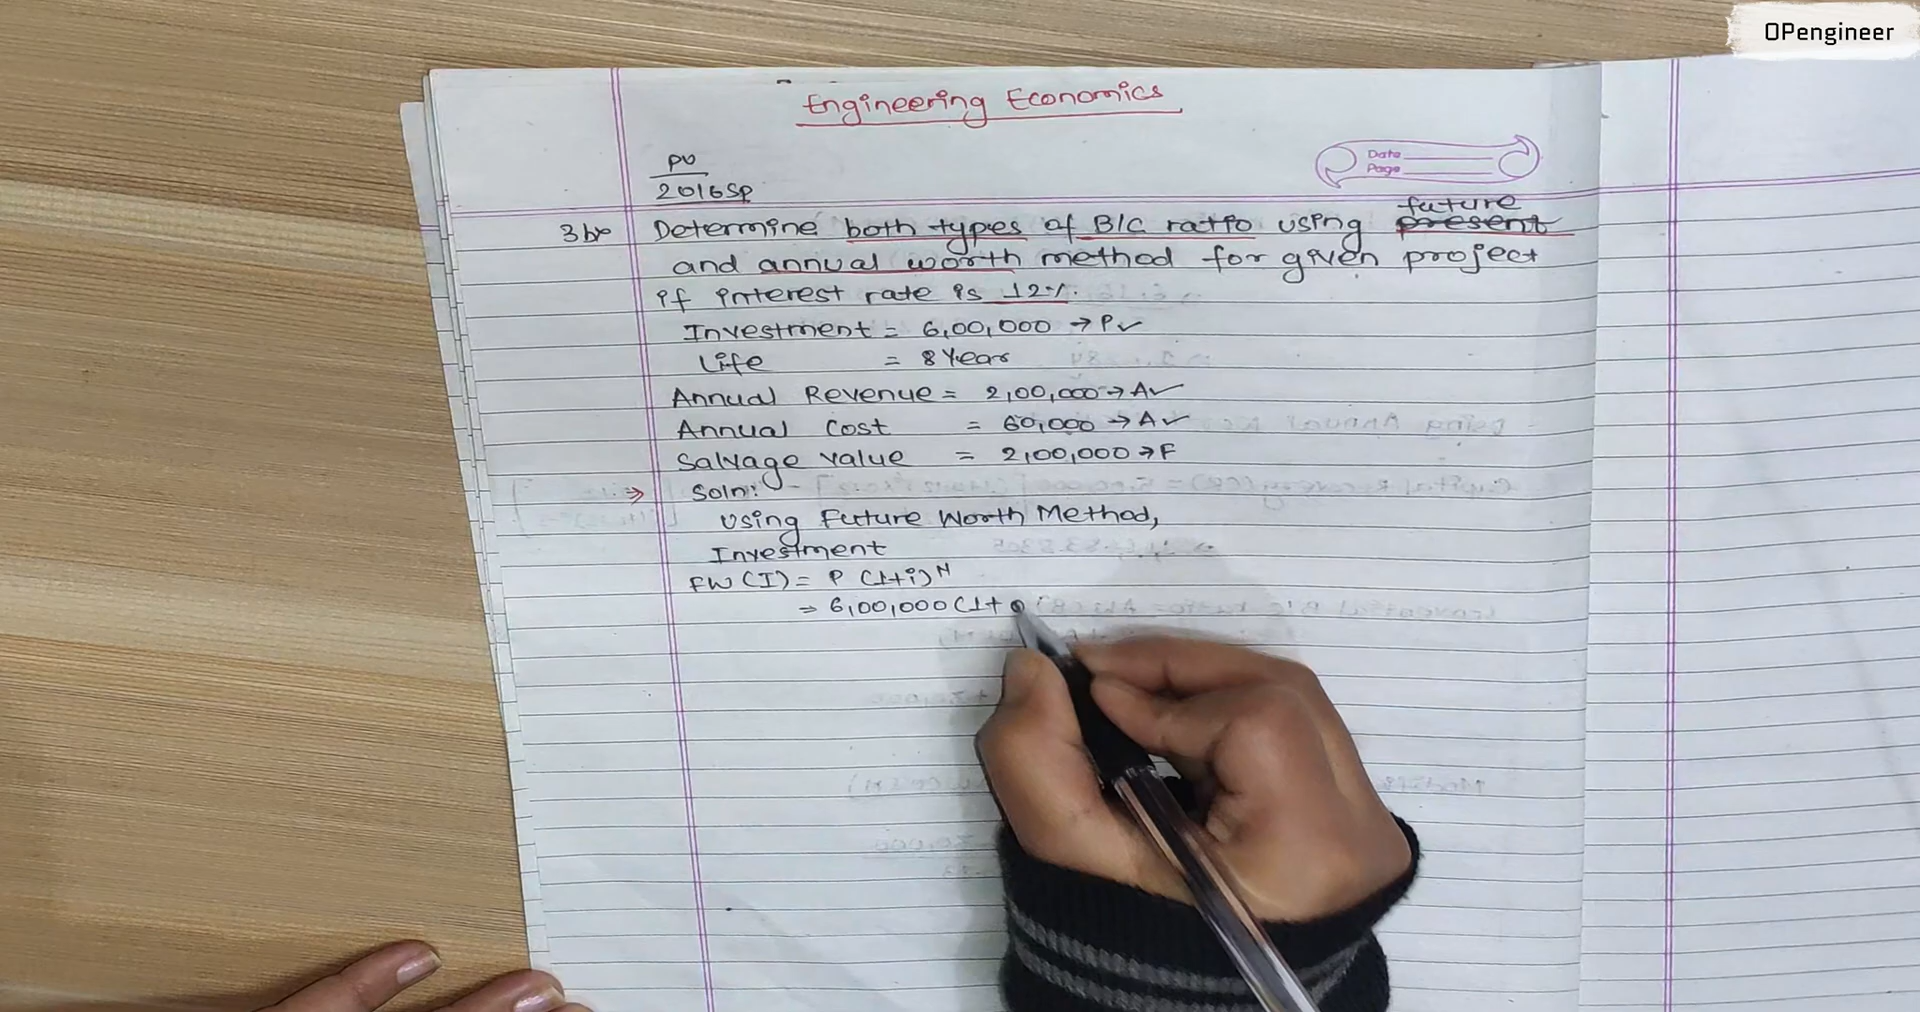 OPengineer
Engineering Economics
PU
2016SP
Date
Page
future
3 b> Determine both types of B/C ratio using present
and annual worth method for given project
if interest rate is 12%.
Investment = 6,00,000 → P✓
Life = 8 Year
Annual Revenue = 2,00,000 → A✓
Annual Cost = 60,000 → A✓
Salvage value = 2,00,000 → F
⇒ Soln:
Using Future Worth Method,
Investment
FW(I) = P (1+i)^N
⇒ 6,00,000 (1+ 0